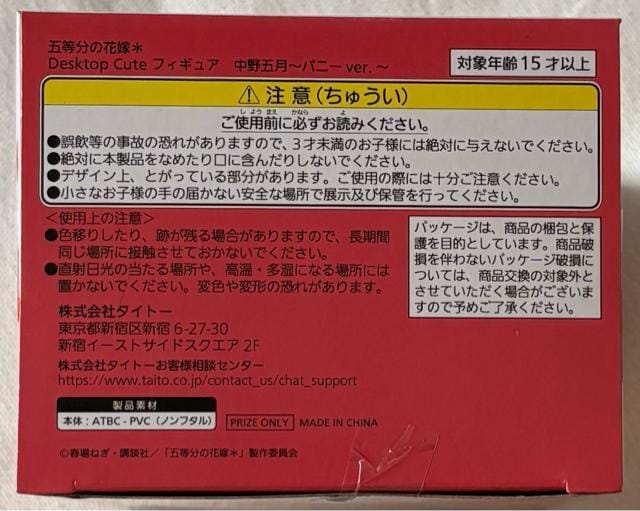 五等分の花嫁＊
Desktop Cute フィギュア　中野五月～バニー ver. ～
対象年齢 15 才以上
⚠ 注 意 (ちゅうい)
ご使用前に必ずお読みください。
●誤飲等の事故の恐れがありますので、3才未満のお子様には絶対に与えないでください。
●絶対に本製品をなめたり口に含んだりしないでください。
●デザイン上、とがっている部分があります。ご使用の際には十分ご注意ください。
●小さなお子様の手の届かない安全な場所で展示及び保管を行ってください。
＜使用上の注意＞
●色移りしたり、跡が残る場合がありますので、長期間
同じ場所に接触させておかないでください。
●直射日光の当たる場所や、高温・多湿になる場所には
置かないでください。変色や変形の恐れがあります。
パッケージは、商品の梱包と保
護を目的としています。商品破
損を伴わないパッケージ破損に
ついては、商品交換の対象外と
させていただく場合がございま
すので予めご了承ください。
株式会社タイトー
東京都新宿区新宿 6-27-30
新宿イーストサイドスクエア 2F
株式会社タイトーお客様相談センター
https://www.taito.co.jp/contact_us/chat_support
製品素材
本体：ATBC - PVC（ノンフタル）
PRIZE ONLY
MADE IN CHINA
©春場ねぎ・講談社／「五等分の花嫁＊」製作委員会